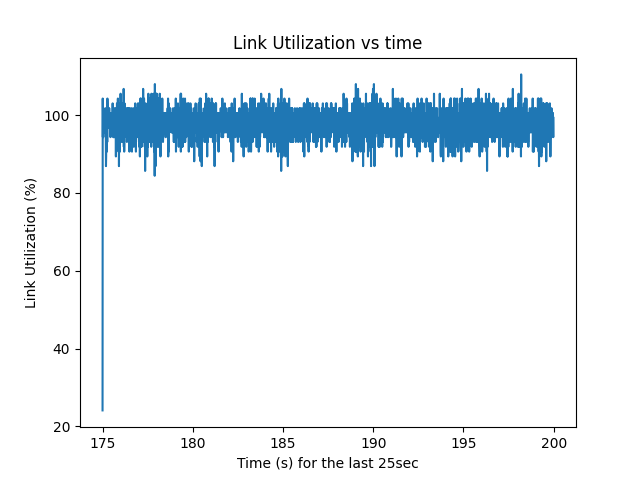 Link Utilization vs time
Link Utilization (%)
100
80
60
40
20
175 180 185 190 195 200
Time (s) for the last 25sec